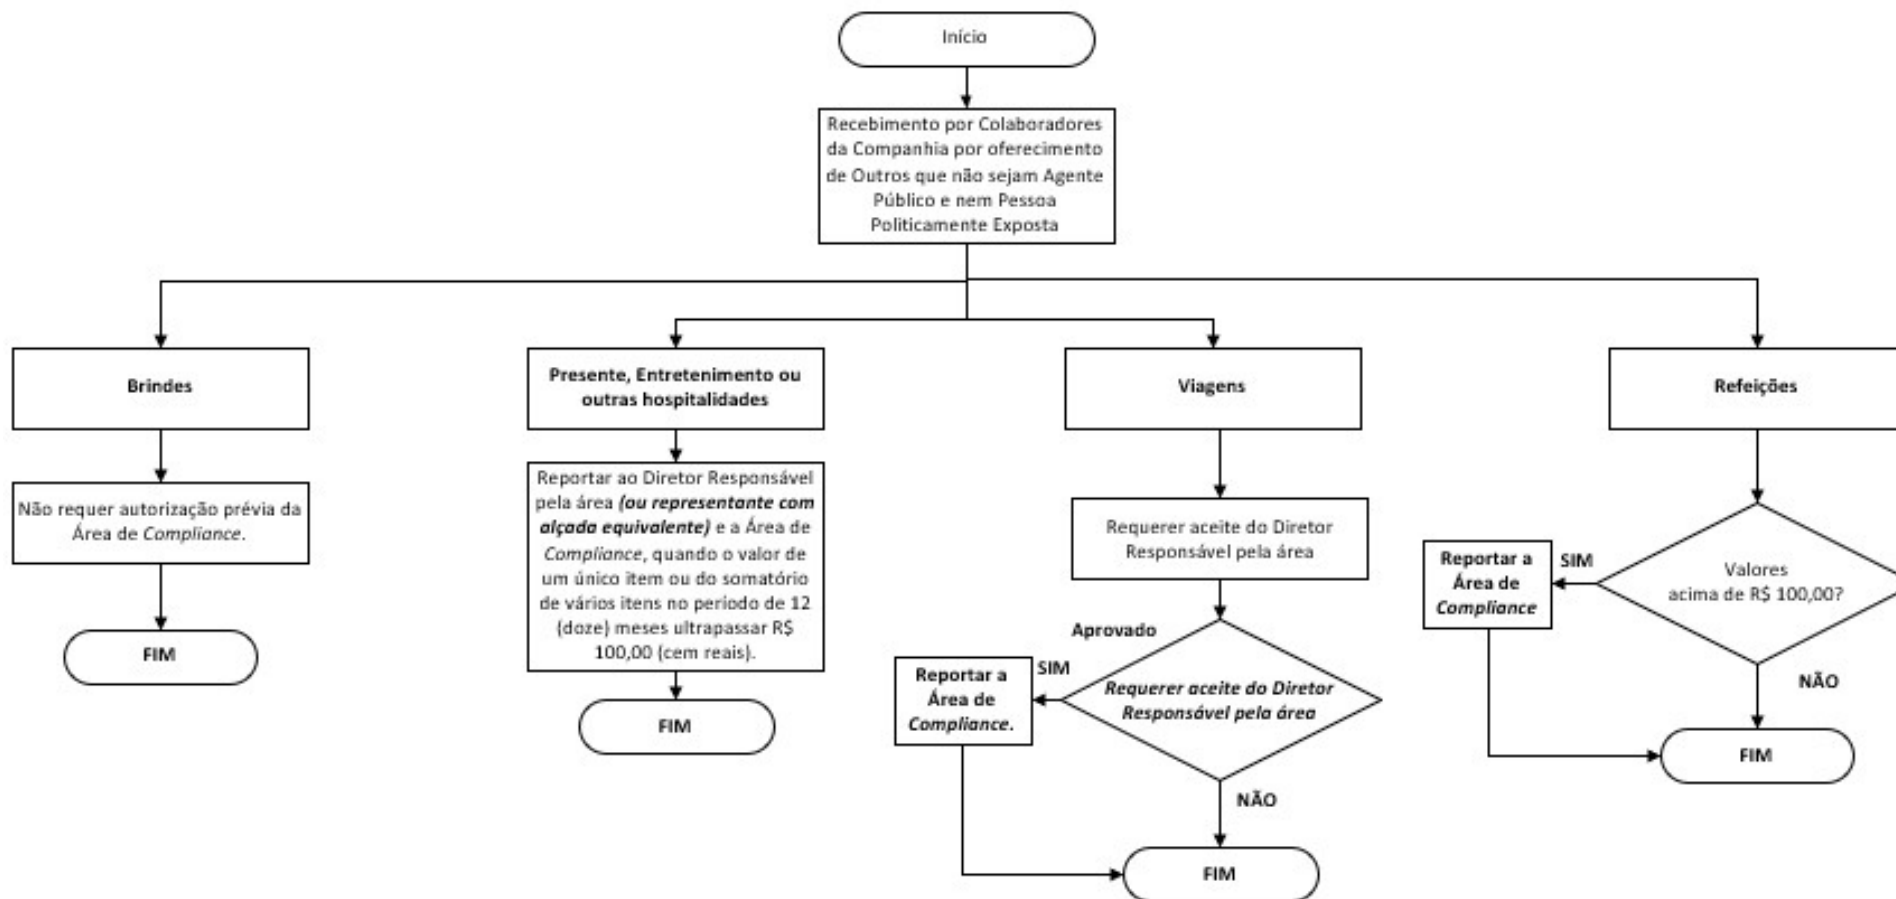 Início
Recebimento por Colaboradores
da Companhia por oferecimento
de Outros que não sejam Agente
Público e nem Pessoa
Politicamente Exposta
Brindes
Não requer autorização prévia da
Área de Compliance.
FIM
Presente, Entretenimento ou
outras hospitalidades
Reportar ao Diretor Responsável
pela área (ou representante com
alçada equivalente) e a Área de
Compliance, quando o valor de
um único item ou do somatório
de vários itens no período de 12
(doze) meses ultrapassar R$
100,00 (cem reais).
FIM
Viagens
Requerer aceite do Diretor
Responsável pela área
Aprovado
SIM
Requerer aceite do Diretor
Responsável pela área
Reportar a
Área de
Compliance.
NÃO
FIM
Refeições
Valores
acima de R$ 100,00?
SIM
Reportar a
Área de
Compliance
NÃO
FIM